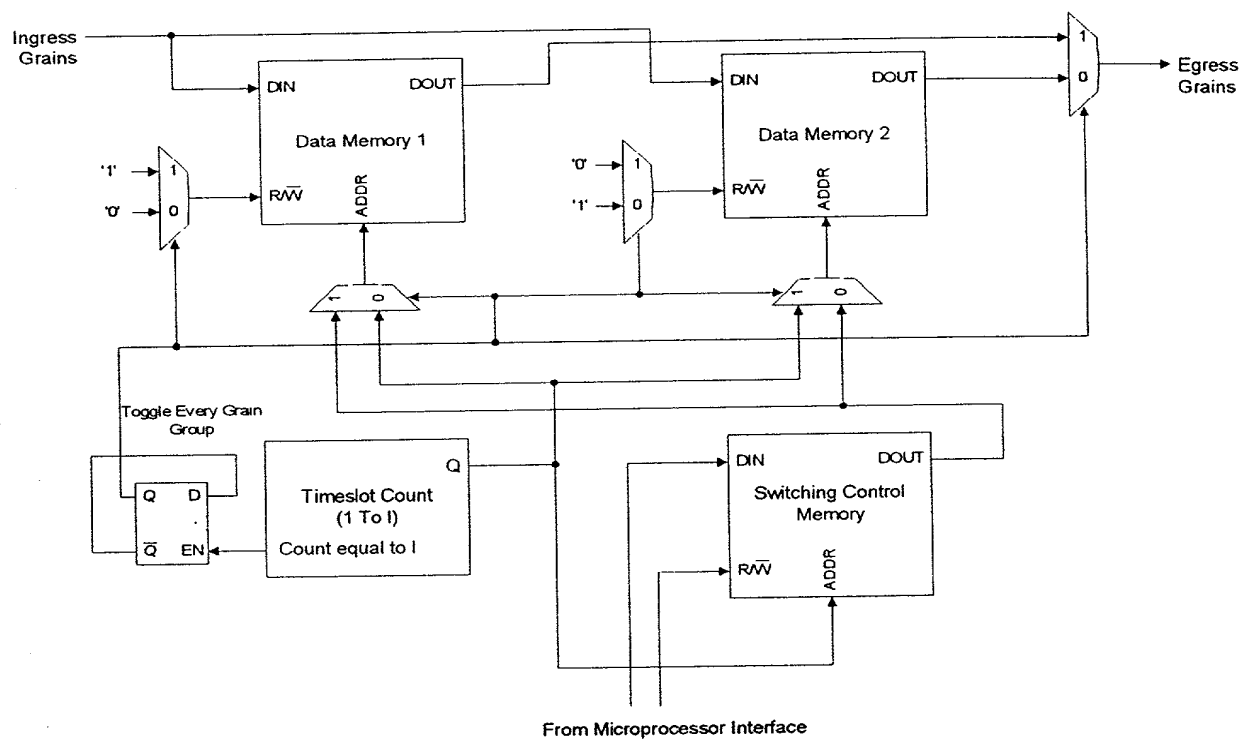 Ingress
Grains
DIN
DOUT
Data Memory 1
R/W̅
ADDR
'1'
'0'
1
0
DIN
DOUT
Data Memory 2
R/W̅
ADDR
'0'
'1'
1
0
1
0
Egress
Grains
1
0
1
0
Toggle Every Grain
Group
Q
D
Q̅
EN
Q
Timeslot Count
(1 To I)
Count equal to I
DIN
DOUT
Switching Control
Memory
R/W̅
ADDR
From Microprocessor Interface